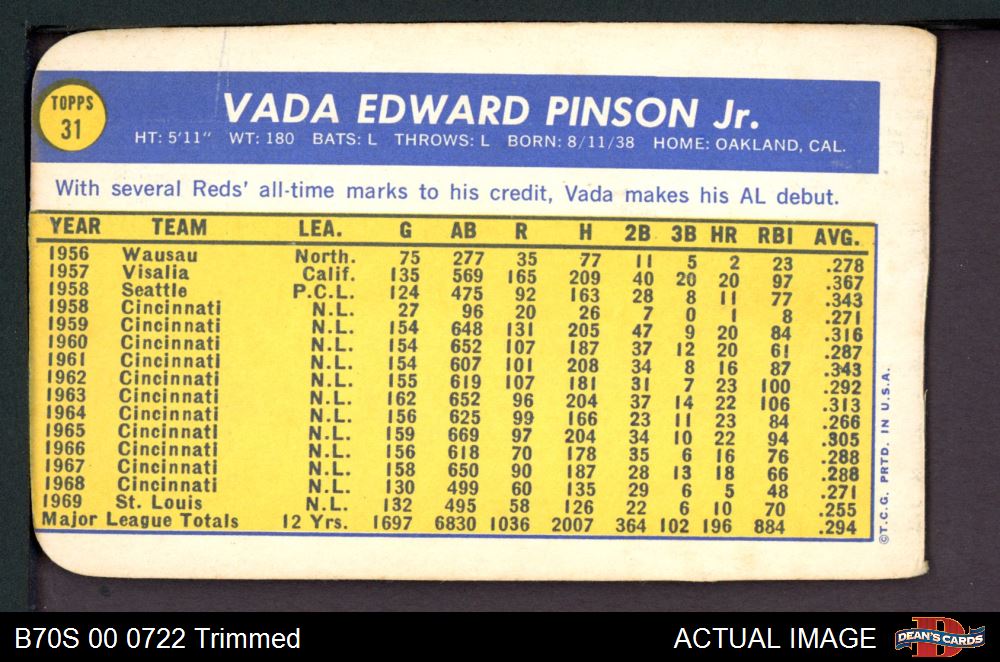 TOPPS
31
VADA EDWARD PINSON Jr.
HT: 5'11" WT: 180 BATS: L THROWS: L BORN: 8/11/38 HOME: OAKLAND, CAL.
With several Reds' all-time marks to his credit, Vada makes his AL debut.
YEAR TEAM LEA. G AB R H 2B 3B HR RBI AVG.
1956 Wausau North. 75 277 35 77 11 5 2 23 .278
1957 Visalia Calif. 135 569 165 209 40 20 20 97 .367
1958 Seattle P.C.L. 124 475 92 163 28 8 11 77 .343
1958 Cincinnati N.L. 27 96 20 26 7 0 1 8 .271
1959 Cincinnati N.L. 154 648 131 205 47 9 20 84 .316
1960 Cincinnati N.L. 154 652 107 187 37 12 20 61 .287
1961 Cincinnati N.L. 154 607 101 208 34 8 16 87 .343
1962 Cincinnati N.L. 155 619 107 181 31 7 23 100 .292
1963 Cincinnati N.L. 162 652 96 204 37 14 22 106 .313
1964 Cincinnati N.L. 156 625 99 166 23 11 23 84 .266
1965 Cincinnati N.L. 159 669 97 204 34 10 22 94 .305
1966 Cincinnati N.L. 156 618 70 178 35 6 16 76 .288
1967 Cincinnati N.L. 158 650 90 187 28 13 18 66 .288
1968 Cincinnati N.L. 130 499 60 135 29 6 5 48 .271
1969 St. Louis N.L. 132 495 58 126 22 6 10 70 .255
Major League Totals 12 Yrs. 1697 6830 1036 2007 364 102 196 884 .294
©T.C.G. PRTD. IN U.S.A.
B70S 00 0722 Trimmed
ACTUAL IMAGE
DEAN'S CARDS